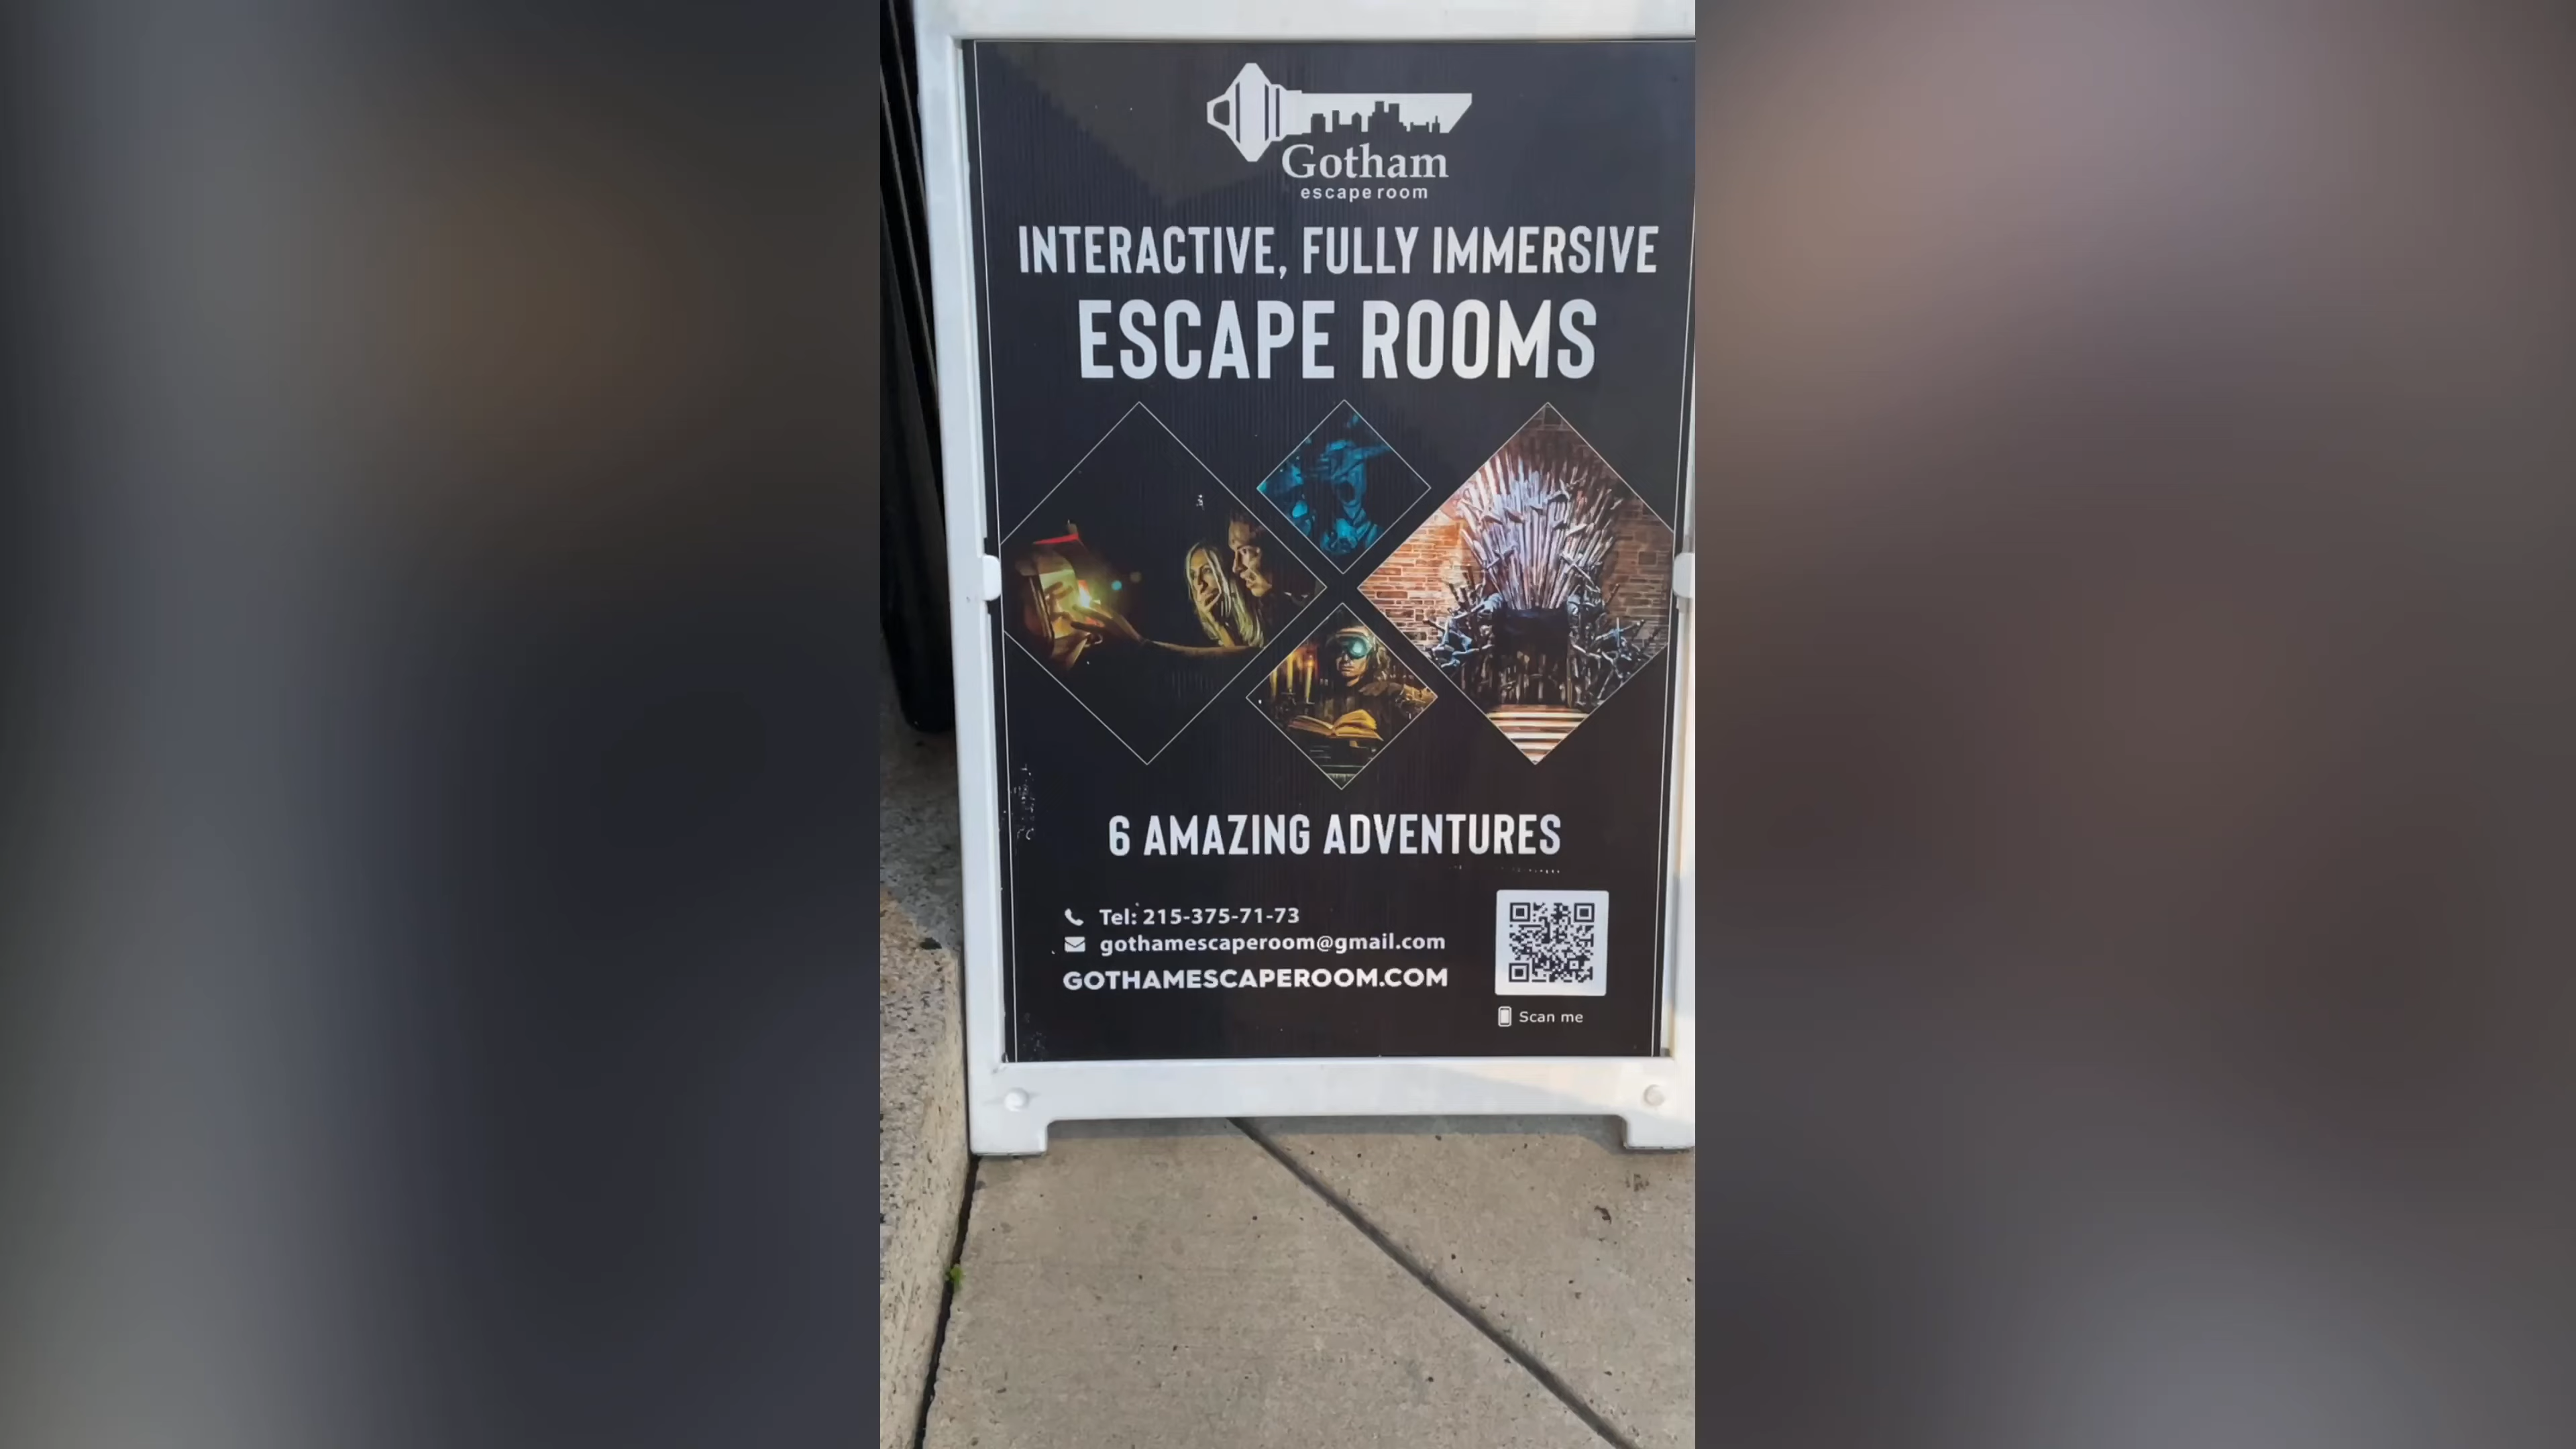 Gotham
escape room
INTERACTIVE, FULLY IMMERSIVE
ESCAPE ROOMS
6 AMAZING ADVENTURES
Tel: 215-375-71-73
gothamescaperoom@gmail.com
GOTHAMESCAPEROOM.COM
Scan me